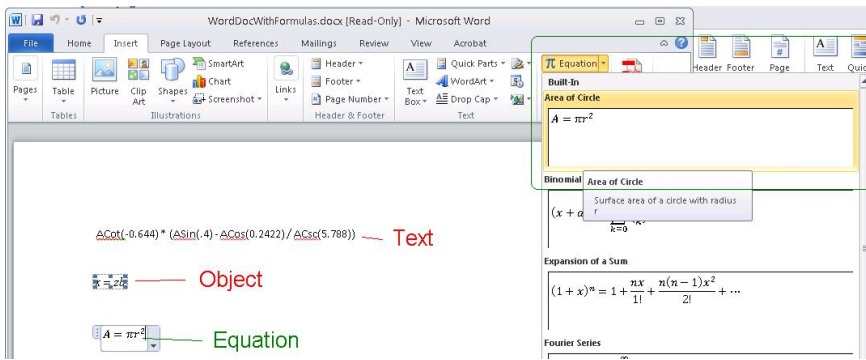 WordDocWithFormulas.docx [Read-Only] - Microsoft Word
File Home Insert Page Layout References Mailings Review View Acrobat
Pages
Table
Tables
Picture
Clip Art
Shapes
SmartArt
Chart
Screenshot
Illustrations
Links
Header
Footer
Page Number
Header & Footer
Text Box
Quick Parts
WordArt
Drop Cap
Text
π Equation
Header Footer Page Text Quic
Built-In
Area of Circle
A = πr²
Binomial
Area of Circle
Surface area of a circle with radius
r
(x + a
k=0
Expansion of a Sum
(1 + x)ⁿ = 1 + nx/1! + n(n − 1)x²/2! + ⋯
Fourier Series
ACot(-0.644)* (ASin(.4)-ACos(0.2422)/ACsc(5.788))
Text
Object
A = πr²
Equation